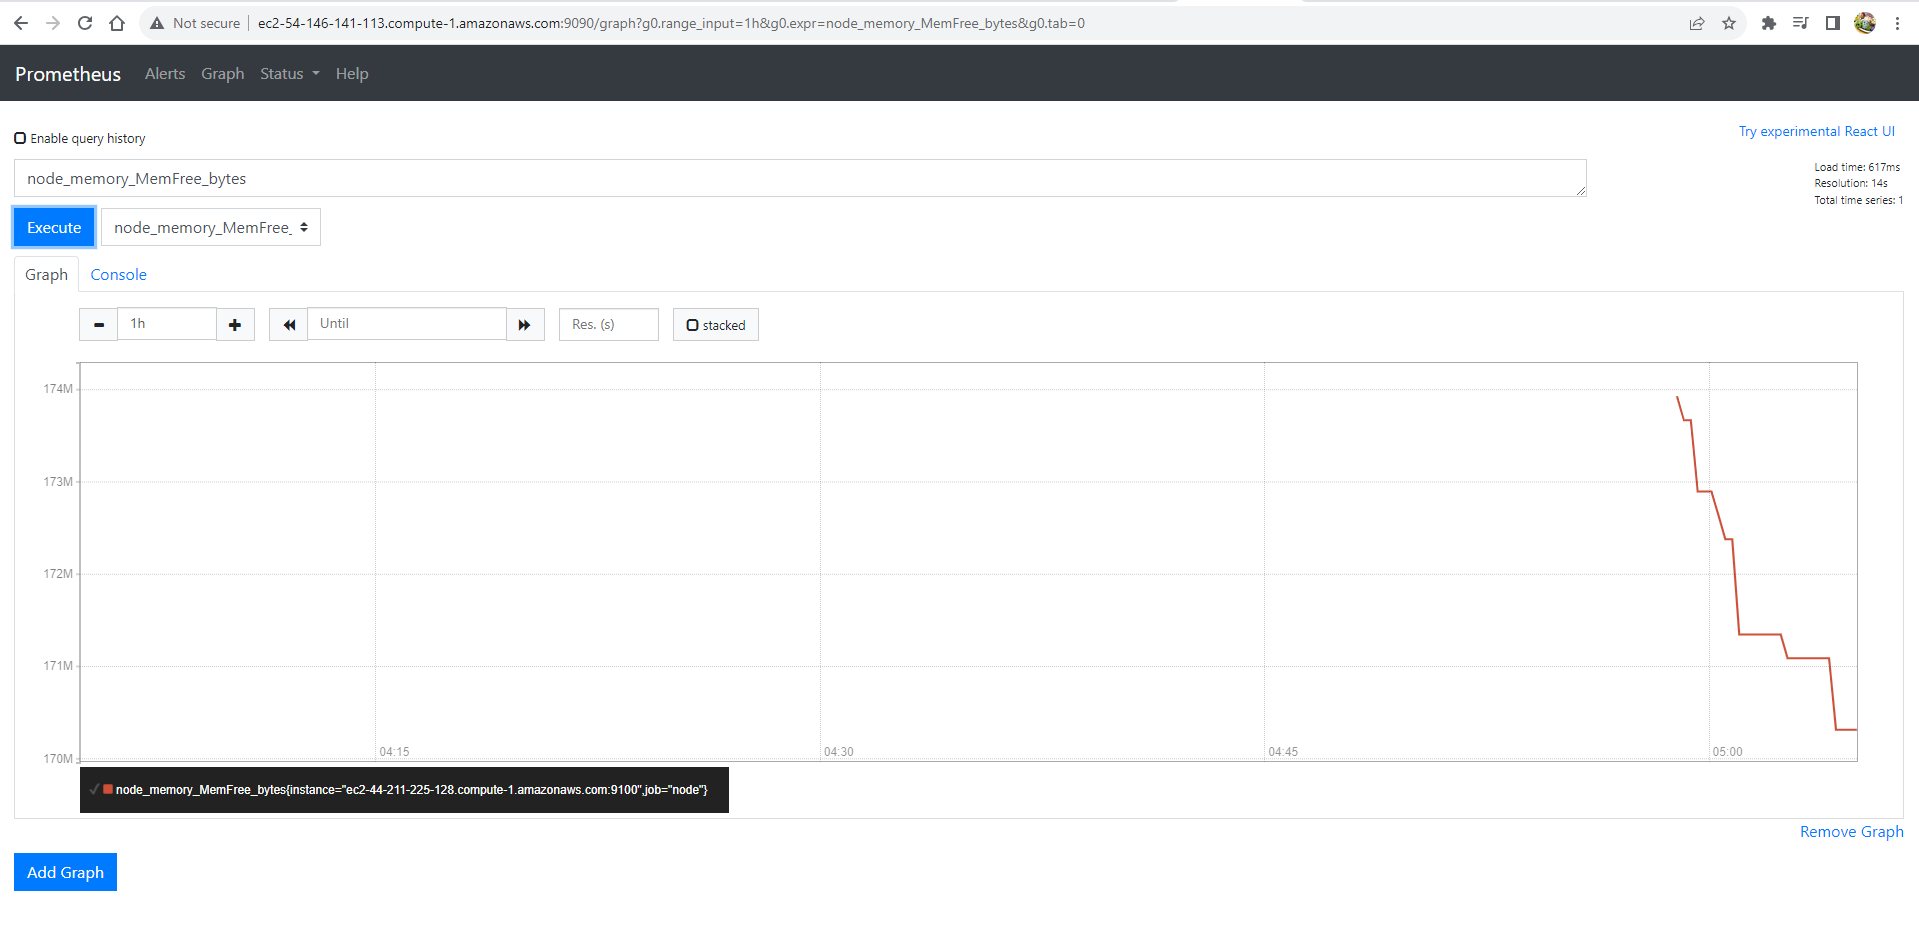 Not secure
ec2-54-146-141-113.compute-1.amazonaws.com:9090/graph?g0.range_input=1h&g0.expr=node_memory_MemFree_bytes&g0.tab=0
Prometheus Alerts Graph Status Help
Enable query history
Try experimental React UI
node_memory_MemFree_bytes
Load time: 617ms
Resolution: 14s
Total time series: 1
Execute
node_memory_MemFree_
Graph Console
1h
Until
Res. (s)
stacked
174M
173M
172M
171M
170M
04:15
04:30
04:45
05:00
node_memory_MemFree_bytes{instance="ec2-44-211-225-128.compute-1.amazonaws.com:9100",job="node"}
Remove Graph
Add Graph